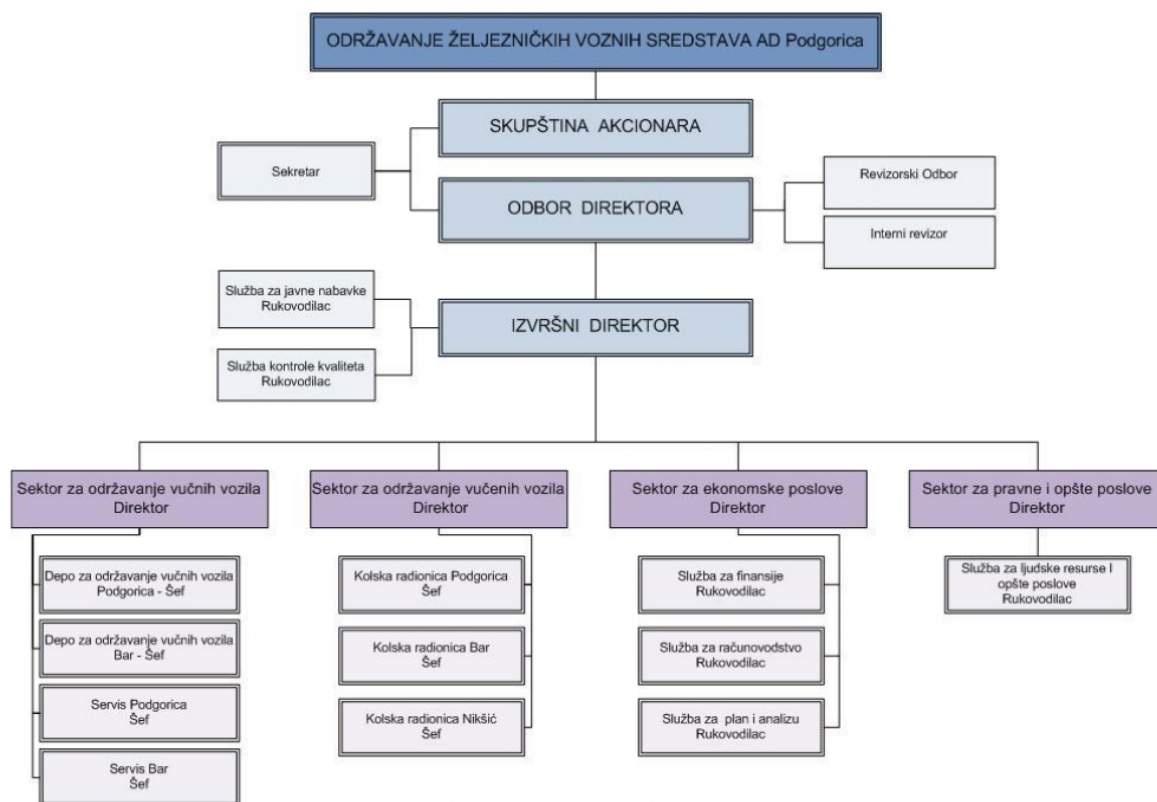 ODRŽAVANJE ŽELJEZNIČKIH VOZNIH SREDSTAVA AD Podgorica
SKUPŠTINA AKCIONARA
Sekretar
ODBOR DIREKTORA
Revizorski Odbor
Interni revizor
Služba za javne nabavke
Rukovodilac
IZVRŠNI DIREKTOR
Služba kontrole kvaliteta
Rukovodilac
Sektor za održavanje vučnih vozila
Direktor
Depo za održavanje vučnih vozila
Podgorica - Šef
Depo za održavanje vučnih vozila
Bar - Šef
Servis Podgorica
Šef
Servis Bar
Šef
Sektor za održavanje vučenih vozila
Direktor
Kolska radionica Podgorica
Šef
Kolska radionica Bar
Šef
Kolska radionica Nikšić
Šef
Sektor za ekonomske poslove
Direktor
Služba za finansije
Rukovodilac
Služba za računovodstvo
Rukovodilac
Služba za plan i analizu
Rukovodilac
Sektor za pravne i opšte poslove
Direktor
Služba za ljudske resurse I
opšte poslove
Rukovodilac